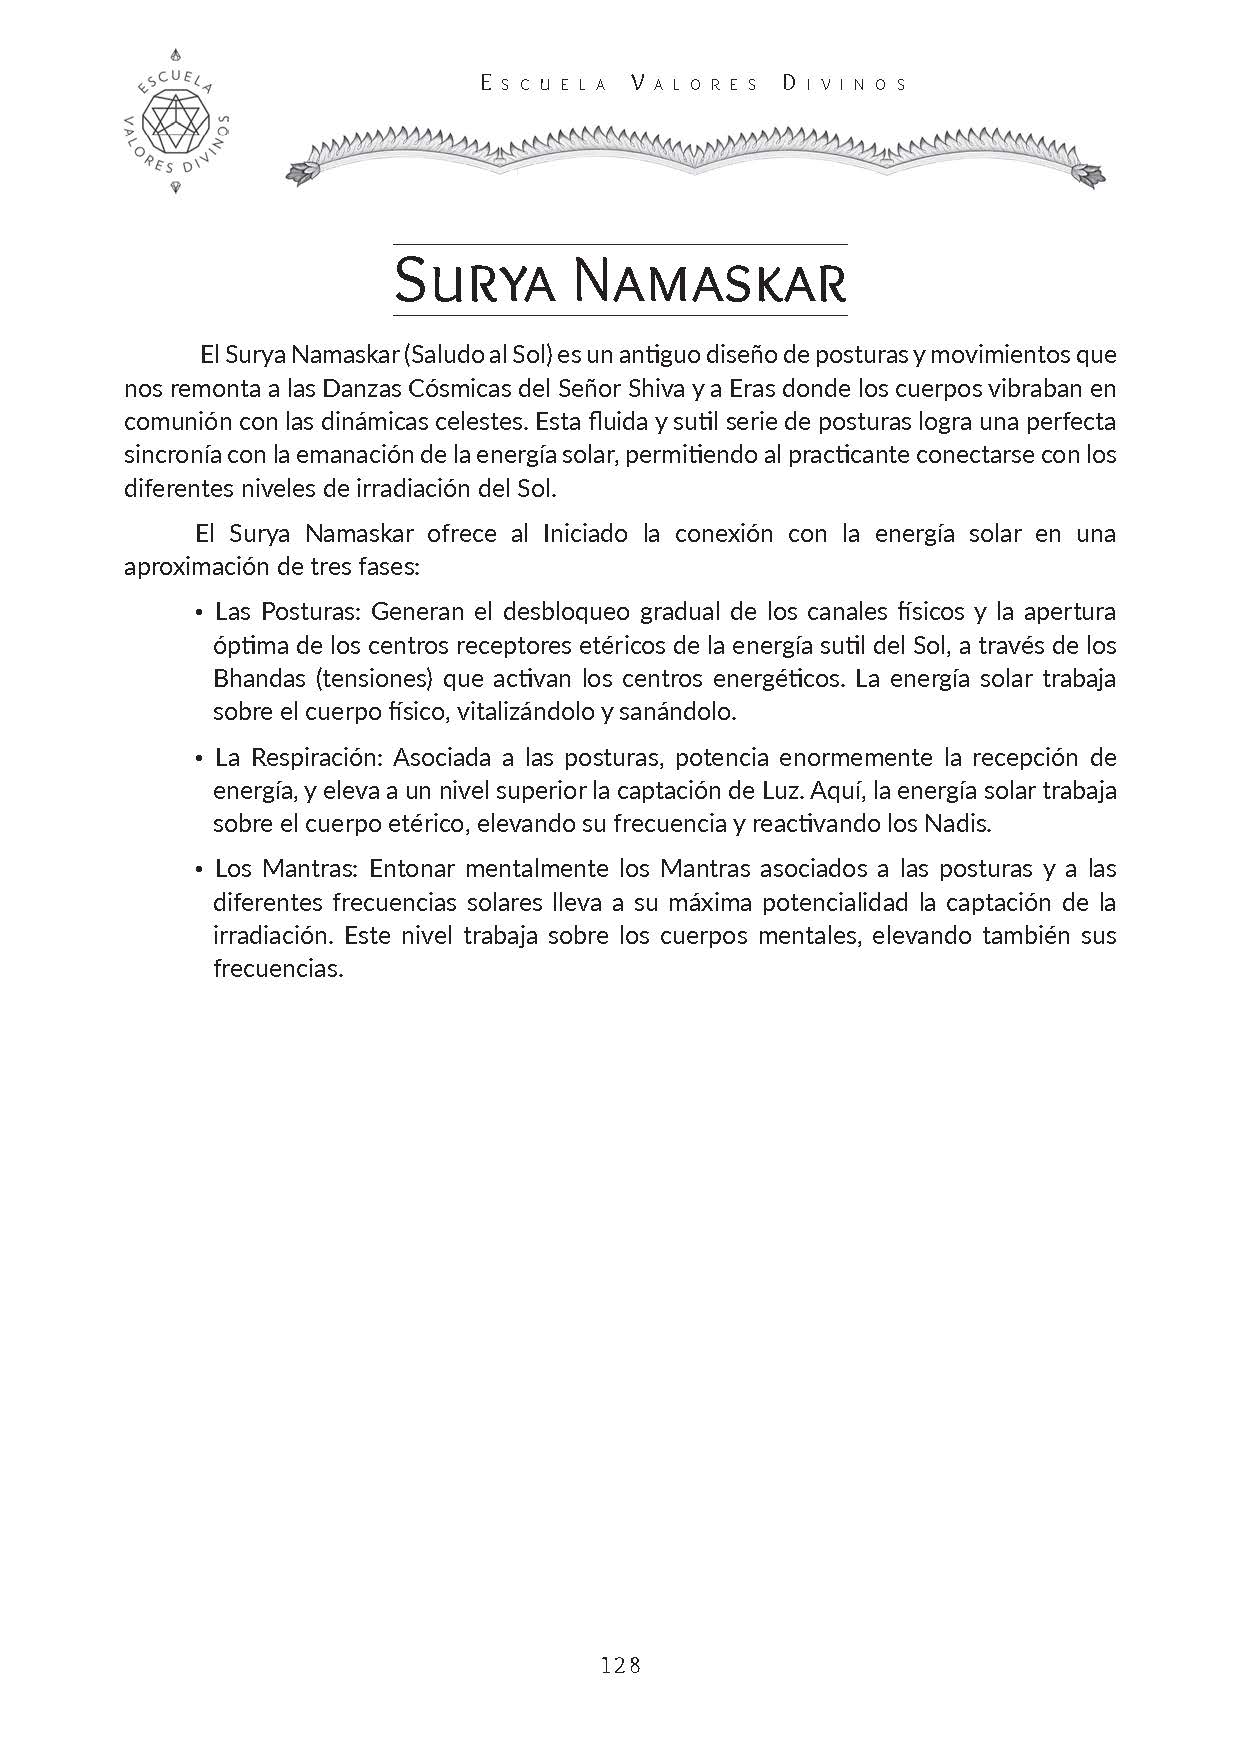 ESCUELA VALORES DIVINOS
ESCUELA
VALORES DIVINOS
SURYA NAMASKAR
El Surya Namaskar (Saludo al Sol) es un antiguo diseño de posturas y movimientos que
nos remonta a las Danzas Cósmicas del Señor Shiva y a Eras donde los cuerpos vibraban en
comunión con las dinámicas celestes. Esta fluida y sutil serie de posturas logra una perfecta
sincronía con la emanación de la energía solar, permitiendo al practicante conectarse con los
diferentes niveles de irradiación del Sol.
El Surya Namaskar ofrece al Iniciado la conexión con la energía solar en una
aproximación de tres fases:
• Las Posturas: Generan el desbloqueo gradual de los canales físicos y la apertura
óptima de los centros receptores etéricos de la energía sutil del Sol, a través de los
Bhandas (tensiones) que activan los centros energéticos. La energía solar trabaja
sobre el cuerpo físico, vitalizándolo y sanándolo.
• La Respiración: Asociada a las posturas, potencia enormemente la recepción de
energía, y eleva a un nivel superior la captación de Luz. Aquí, la energía solar trabaja
sobre el cuerpo etérico, elevando su frecuencia y reactivando los Nadis.
• Los Mantras: Entonar mentalmente los Mantras asociados a las posturas y a las
diferentes frecuencias solares lleva a su máxima potencialidad la captación de la
irradiación. Este nivel trabaja sobre los cuerpos mentales, elevando también sus
frecuencias.
128